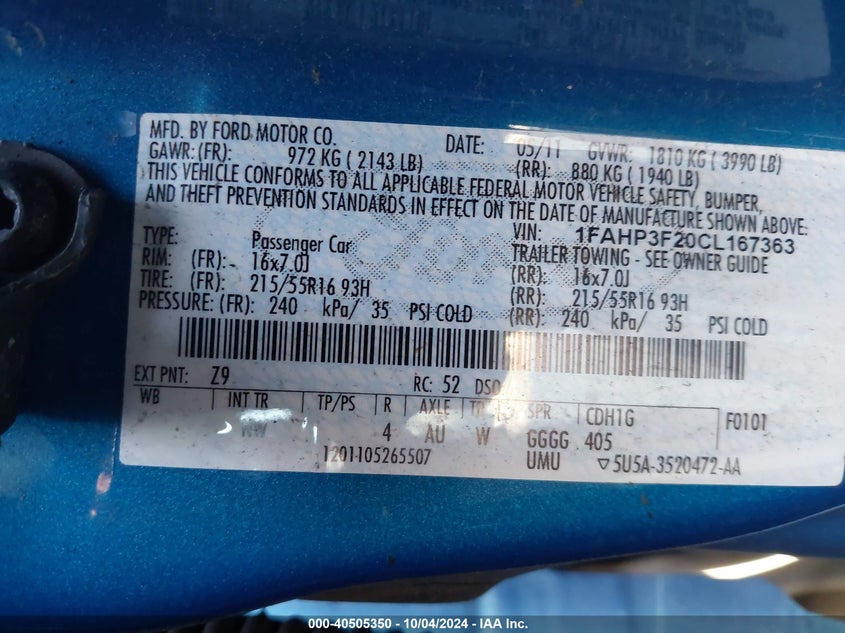 MFD. BY FORD MOTOR CO. DATE: 05/11 GVWR: 1810 KG ( 3990 LB)
GAWR: (FR): 972 KG ( 2143 LB) (RR): 880 KG ( 1940 LB)
THIS VEHICLE CONFORMS TO ALL APPLICABLE FEDERAL MOTOR VEHICLE SAFETY, BUMPER,
AND THEFT PREVENTION STANDARDS IN EFFECT ON THE DATE OF MANUFACTURE SHOWN ABOVE.
VIN: 1FAHP3F20CL167363
TYPE: Passenger Car TRAILER TOWING - SEE OWNER GUIDE
RIM: (FR): 16x7.0J (RR): 16x7.0J
TIRE: (FR): 215/55R16 93H (RR): 215/55R16 93H
PRESSURE: (FR): 240 kPa/ 35 PSI COLD (RR): 240 kPa/ 35 PSI COLD
EXT PNT: Z9 RC: 52 DSO:
WB INT TR TP/PS R AXLE TR SPR CDH1G F0101
KW 4 AU W GGGG 405
1201105265507 UMU ▽5U5A-3520472-AA
000-40505350 - 10/04/2024 - IAA Inc.